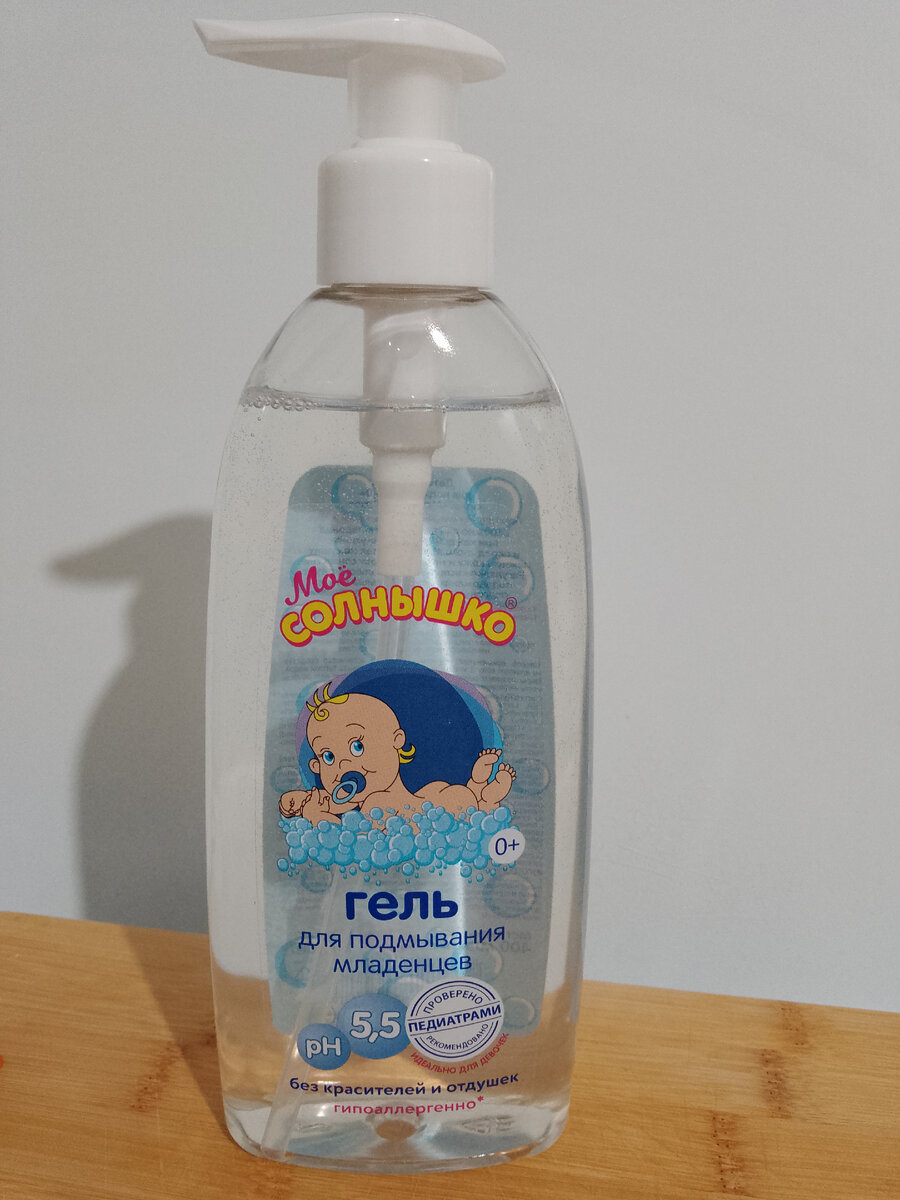 Моё
СОЛНЫШКО®
0+
гель
для подмывания
младенцев
pH 5,5
ПРОВЕРЕНО
ПЕДИАТРАМИ
РЕКОМЕНДОВАНО
ИДЕАЛЬНО ДЛЯ ДЕВОЧЕК
без красителей и отдушек
гипоаллергенно*